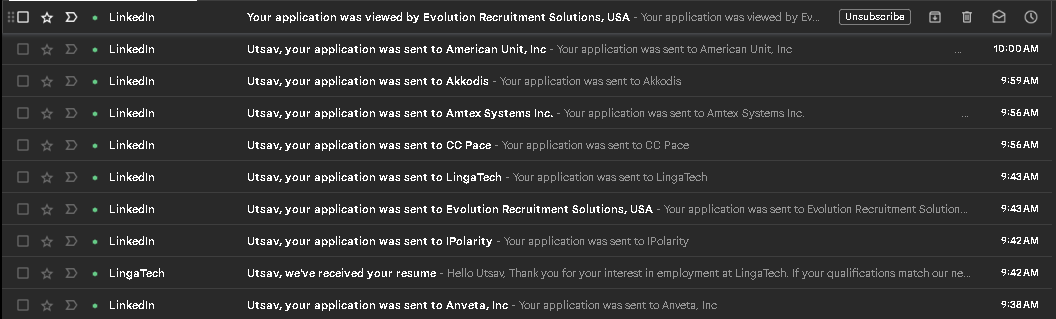 LinkedIn Your application was viewed by Evolution Recruitment Solutions, USA - Your application was viewed by Ev... Unsubscribe
LinkedIn Utsav, your application was sent to American Unit, Inc - Your application was sent to American Unit, Inc ... 10:00 AM
LinkedIn Utsav, your application was sent to Akkodis - Your application was sent to Akkodis 9:59 AM
LinkedIn Utsav, your application was sent to Amtex Systems Inc. - Your application was sent to Amtex Systems Inc. ... 9:56 AM
LinkedIn Utsav, your application was sent to CC Pace - Your application was sent to CC Pace 9:56 AM
LinkedIn Utsav, your application was sent to LingaTech - Your application was sent to LingaTech 9:43 AM
LinkedIn Utsav, your application was sent to Evolution Recruitment Solutions, USA - Your application was sent to Evolution Recruitment Solution... 9:43 AM
LinkedIn Utsav, your application was sent to IPolarity - Your application was sent to IPolarity 9:42 AM
LingaTech Utsav, we've received your resume - Hello Utsav, Thank you for your interest in employment at LingaTech. If your qualifications match our ne... 9:42 AM
LinkedIn Utsav, your application was sent to Anveta, Inc - Your application was sent to Anveta, Inc 9:38 AM